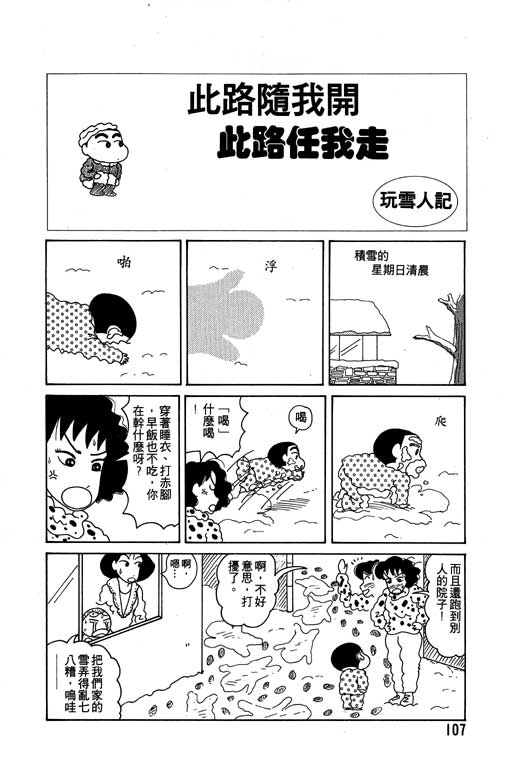 此路隨我開
此路任我走
玩雪人記
積雪的
星期日清晨
浮
啪
爬
喝
「喝」
什麼喝
!
穿著睡衣、打赤腳
，早飯也不吃，你
在幹什麼呀？
而且還跑到別
人的院子！
啊，不好
意思，打
擾了。
啊，
嗯…
把我們家的
雪弄得亂七
八糟，嗚哇
107